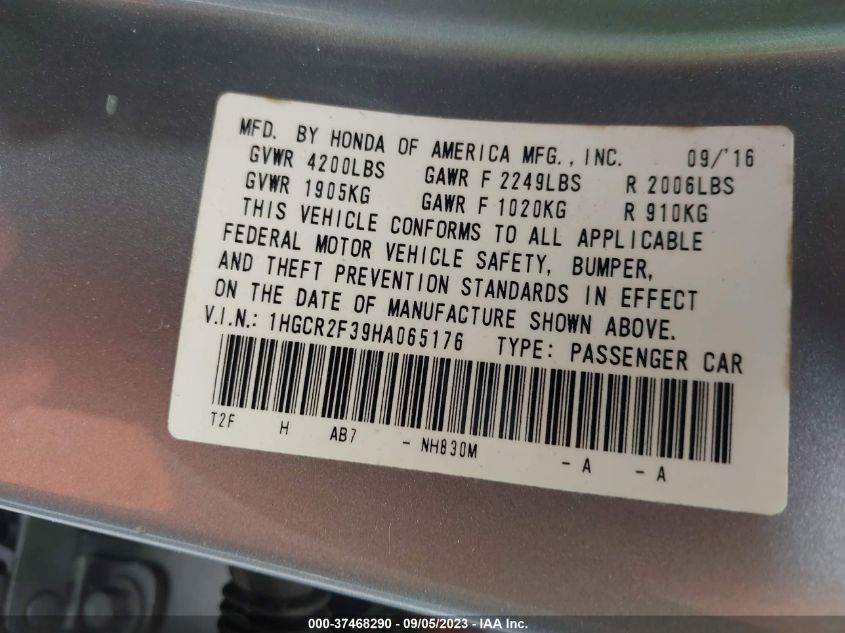 MFD. BY HONDA OF AMERICA MFG., INC. 09/'16
GVWR 4200LBS GAWR F 2249LBS R 2006LBS
GVWR 1905KG GAWR F 1020KG R 910KG
THIS VEHICLE CONFORMS TO ALL APPLICABLE
FEDERAL MOTOR VEHICLE SAFETY, BUMPER,
AND THEFT PREVENTION STANDARDS IN EFFECT
ON THE DATE OF MANUFACTURE SHOWN ABOVE.
V.I.N.: 1HGCR2F39HA065176 TYPE: PASSENGER CAR
T2F H AB7 - NH830M - A - A
000-37468290 - 09/05/2023 - IAA Inc.